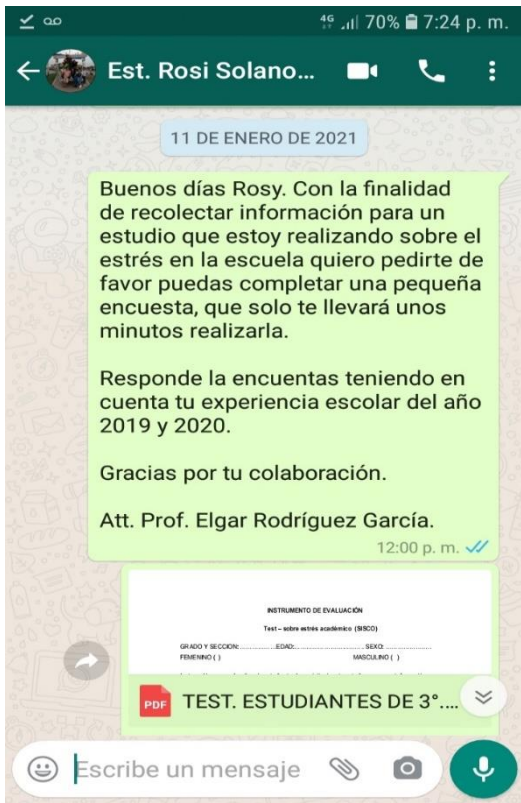 4G 70% 7:24 p. m.
Est. Rosi Solano...
11 DE ENERO DE 2021
Buenos días Rosy. Con la finalidad
de recolectar información para un
estudio que estoy realizando sobre el
estrés en la escuela quiero pedirte de
favor puedas completar una pequeña
encuesta, que solo te llevará unos
minutos realizarla.
Responde la encuentas teniendo en
cuenta tu experiencia escolar del año
2019 y 2020.
Gracias por tu colaboración.
Att. Prof. Elgar Rodríguez García.
12:00 p. m.
INSTRUMENTO DE EVALUACIÓN
Test – sobre estrés académico (SISCO)
GRADO Y SECCION: ................EDAD:........................ SEXO: ......................
FEMENINO ( ) MASCULINO ( )
PDF TEST. ESTUDIANTES DE 3°....
Escribe un mensaje